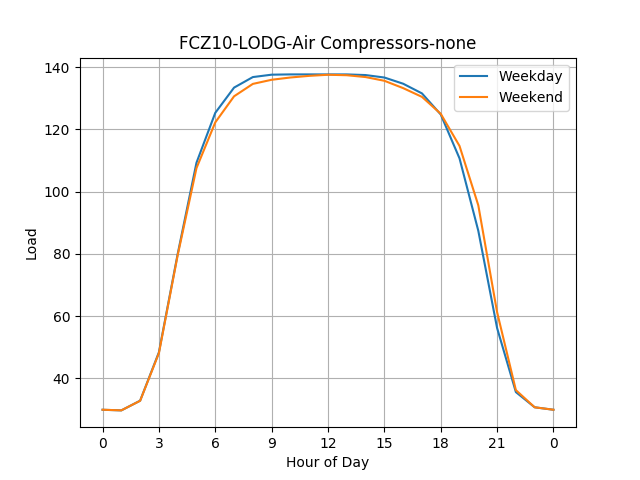 FCZ10-LODG-Air Compressors-none
Weekday
Weekend
Load
140
120
100
80
60
40
0 3 6 9 12 15 18 21 0
Hour of Day